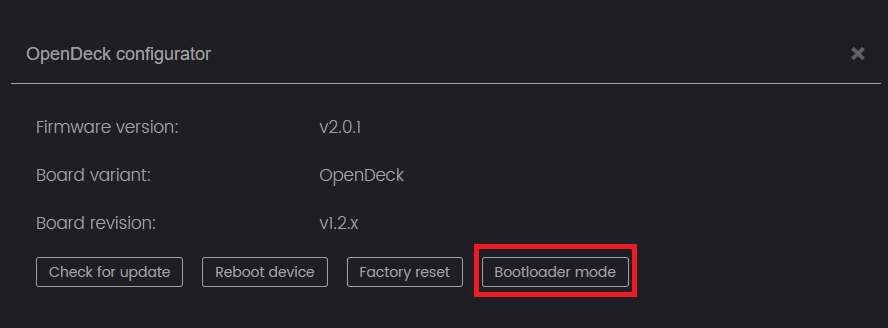 OpenDeck configurator
Firmware version: v2.0.1
Board variant: OpenDeck
Board revision: v1.2.x
Check for update Reboot device Factory reset Bootloader mode